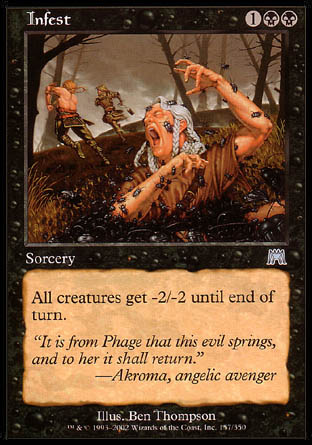 Infest 1
Sorcery
All creatures get -2/-2 until end of
turn.
"It is from Phage that this evil springs,
and to her it shall return."
—Akroma, angelic avenger
Illus. Ben Thompson
™ & © 1993–2002 Wizards of the Coast, Inc. 157/350